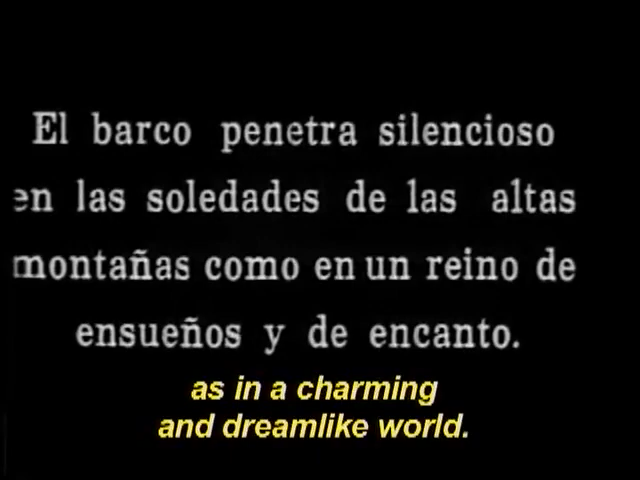 El barco penetra silencioso
en las soledades de las altas
montañas como en un reino de
ensueños y de encanto.
as in a charming
and dreamlike world.